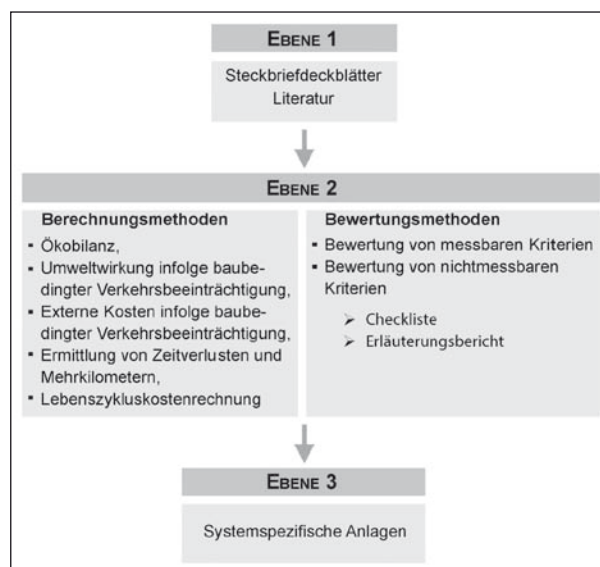 EBENE 1
Steckbriefdeckblätter
Literatur
EBENE 2
Berechnungsmethoden
▪ Ökobilanz,
▪ Umweltwirkung infolge baube-
dingter Verkehrsbeeinträchtigung,
▪ Externe Kosten infolge baube-
dingter Verkehrsbeeinträchtigung,
▪ Ermittlung von Zeitverlusten und
Mehrkilometern,
▪ Lebenszykluskostenrechnung
Bewertungsmethoden
▪ Bewertung von messbaren Kriterien
▪ Bewertung von nichtmessbaren
Kriterien
➢ Checkliste
➢ Erläuterungsbericht
EBENE 3
Systemspezifische Anlagen